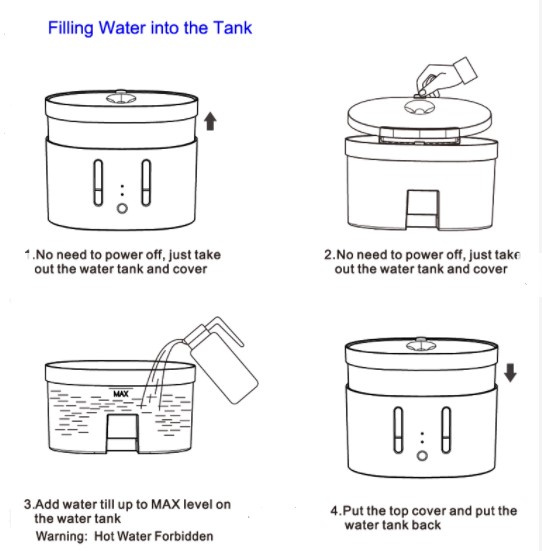 Filling Water into the Tank
1.No need to power off, just take
out the water tank and cover
2.No need to power off, just take
out the water tank and cover
MAX
3.Add water till up to MAX level on
the water tank
Warning: Hot Water Forbidden
4.Put the top cover and put the
water tank back